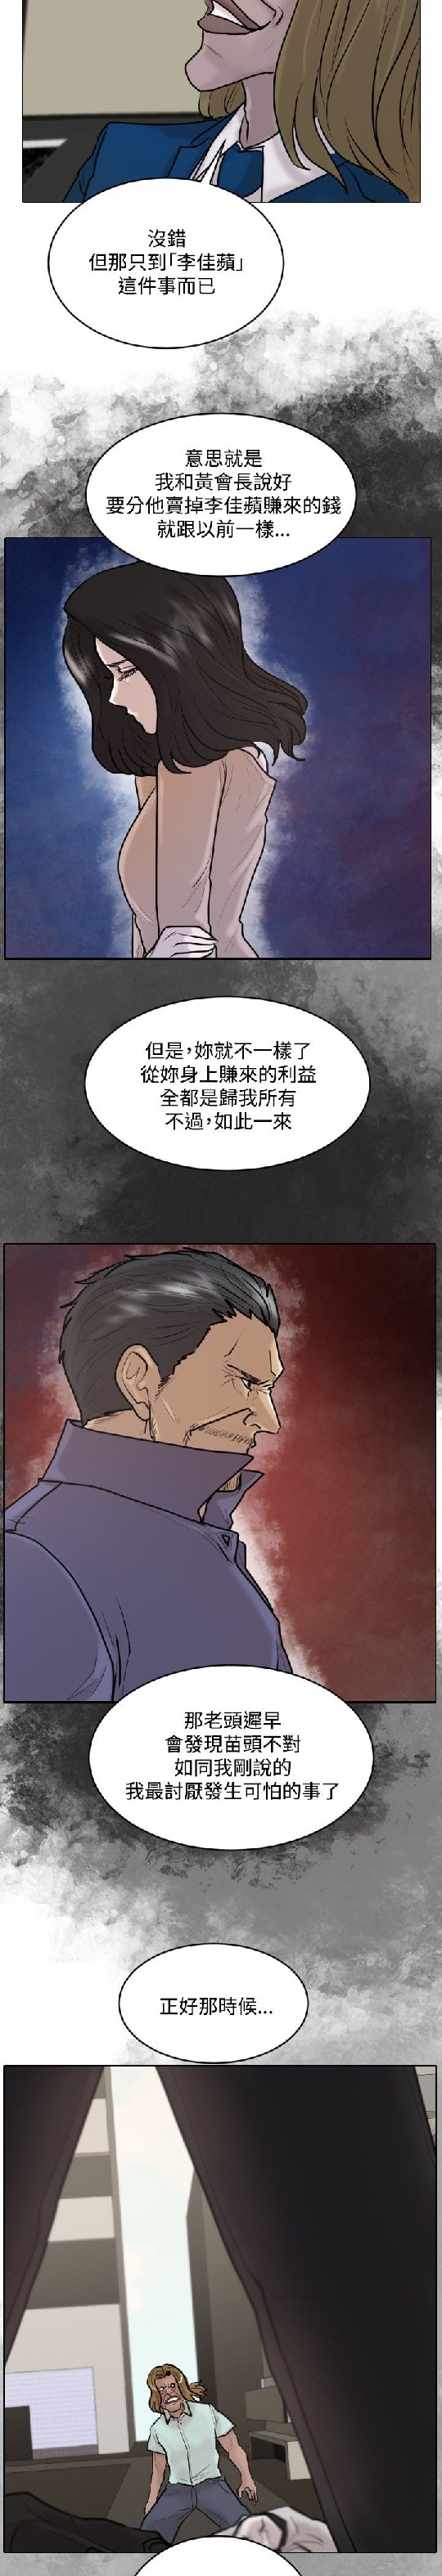 沒錯
但那只到「李佳蘋」
這件事而已
意思就是
我和黃會長說好
要分他賣掉李佳蘋賺來的錢
就跟以前一樣...
但是，妳就不一樣了
從妳身上賺來的利益
全都是歸我所有
不過，如此一來
那老頭遲早
會發現苗頭不對
如同我剛說的
我最討厭發生可怕的事了
正好那時候...